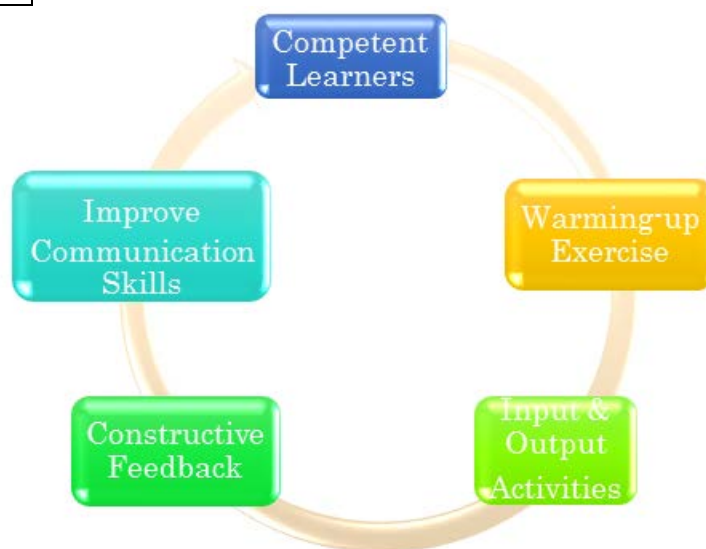 Competent
Learners
Warming-up
Exercise
Input &
Output
Activities
Constructive
Feedback
Improve
Communication
Skills